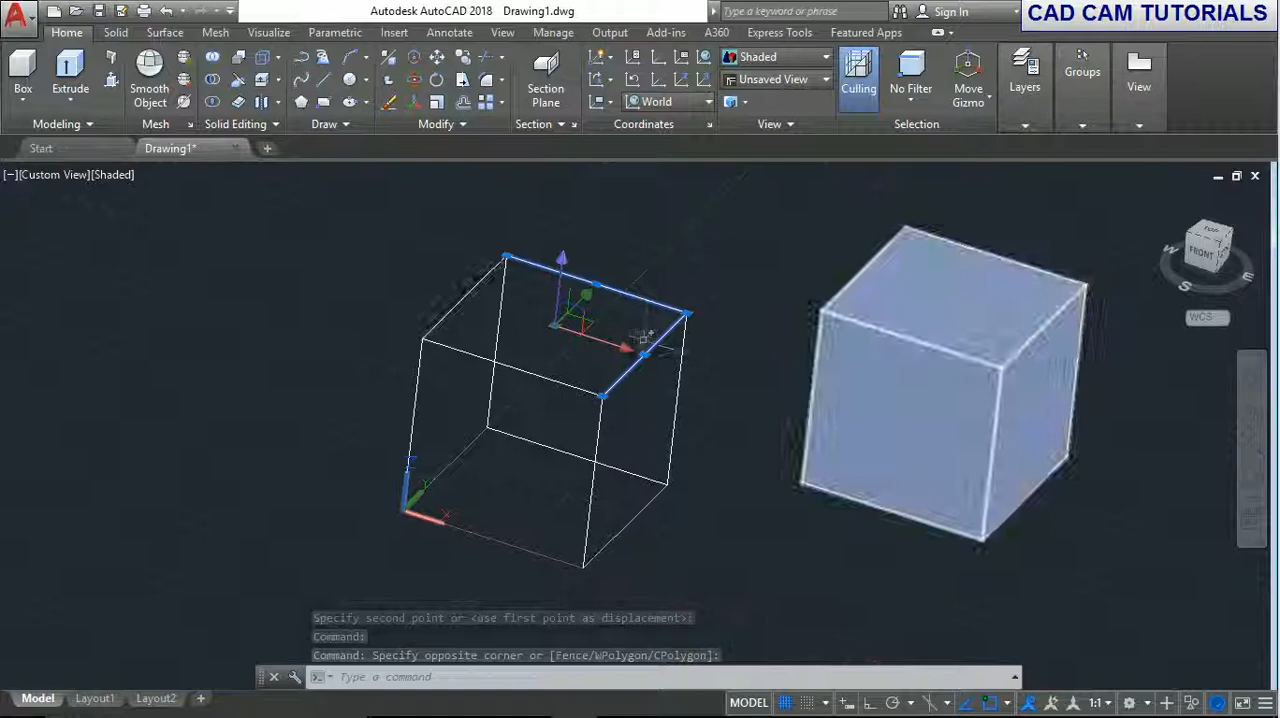 Autodesk AutoCAD 2018 Drawing1.dwg
Type a keyword or phrase
Sign In
CAD CAM TUTORIALS
Home Solid Surface Mesh Visualize Parametric Insert Annotate View Manage Output Add-ins A360 Express Tools Featured Apps
Box Extrude Smooth Object Section Plane Shaded Unsaved View World Culling No Filter Move Gizmo Layers Groups View
Modeling Mesh Solid Editing Draw Modify Section Coordinates View Selection
Start Drawing1* +
[−][Custom View][Shaded]
TOP
FRONT
W
S
E
WCS
Z
Y
X
Specify second point or <use first point as displacement>:
Command:
Command: Specify opposite corner or [Fence/WPolygon/CPolygon]:
Type a command
Model Layout1 Layout2 +
MODEL 1:1